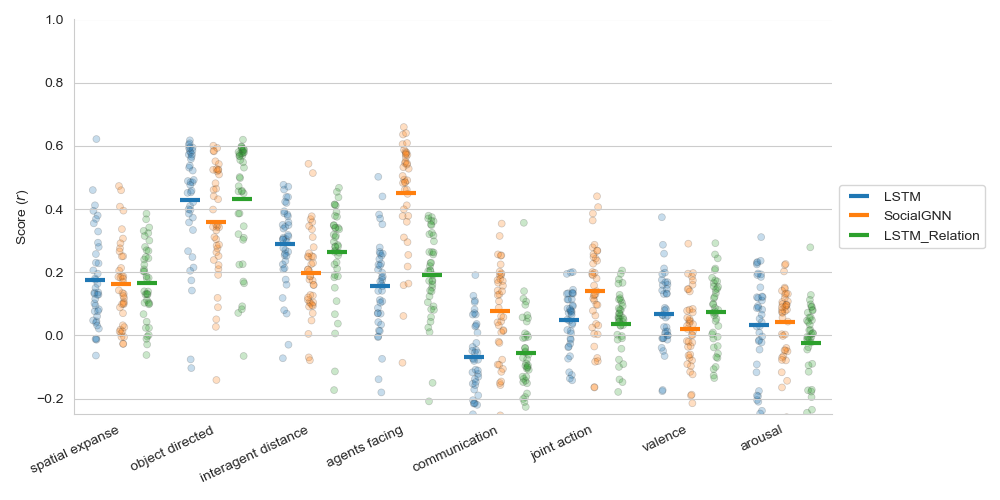 1.0
0.8
0.6
0.4
0.2
0.0
−0.2
Score (r)
spatial expanse
object directed
interagent distance
agents facing
communication
joint action
valence
arousal
LSTM
SocialGNN
LSTM_Relation